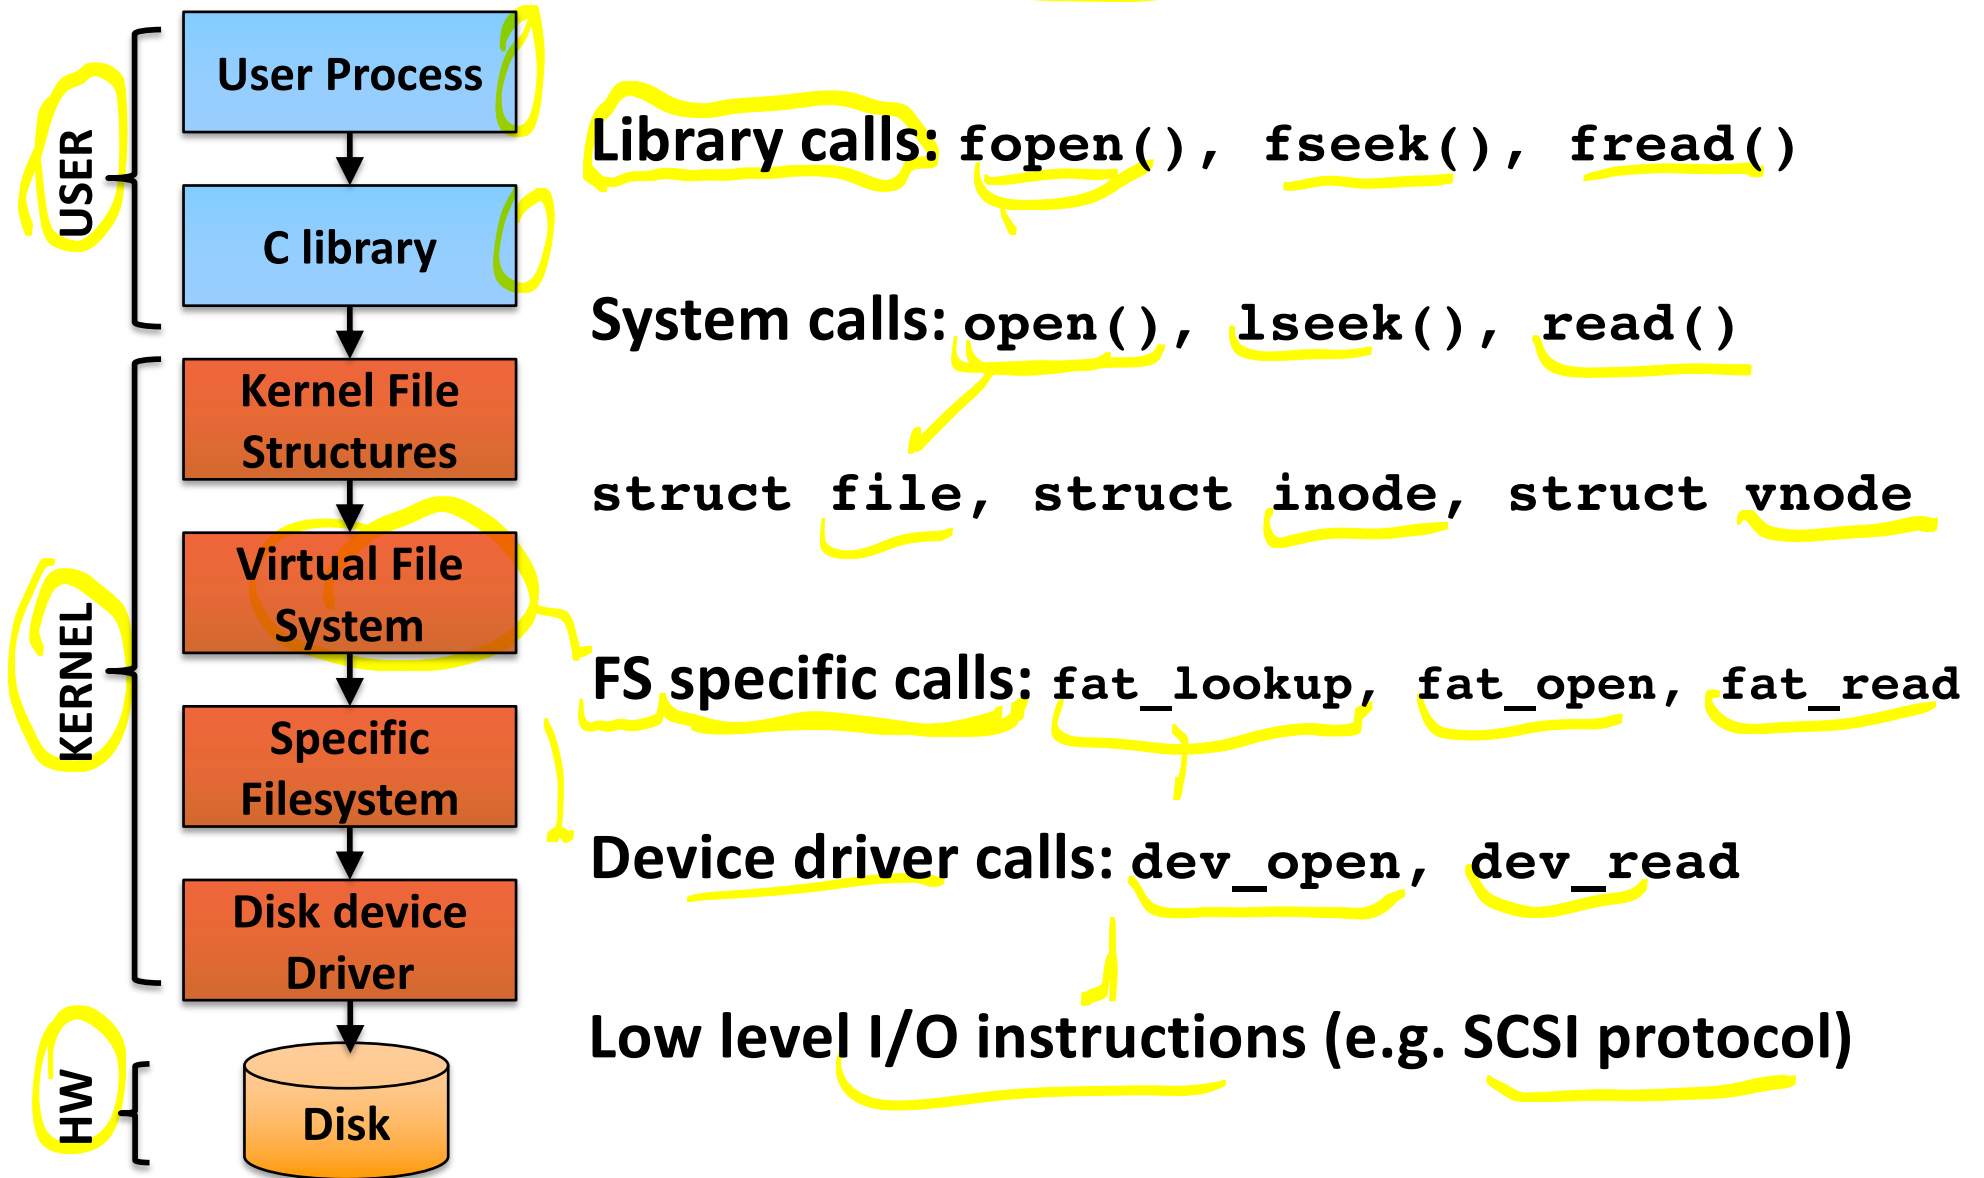 USER
User Process
Library calls: fopen(), fseek(), fread()
C library
System calls: open(), lseek(), read()
KERNEL
Kernel File
Structures
struct file, struct inode, struct vnode
Virtual File
System
FS specific calls: fat_lookup, fat_open, fat_read
Specific
Filesystem
Device driver calls: dev_open, dev_read
Disk device
Driver
Low level I/O instructions (e.g. SCSI protocol)
HW
Disk